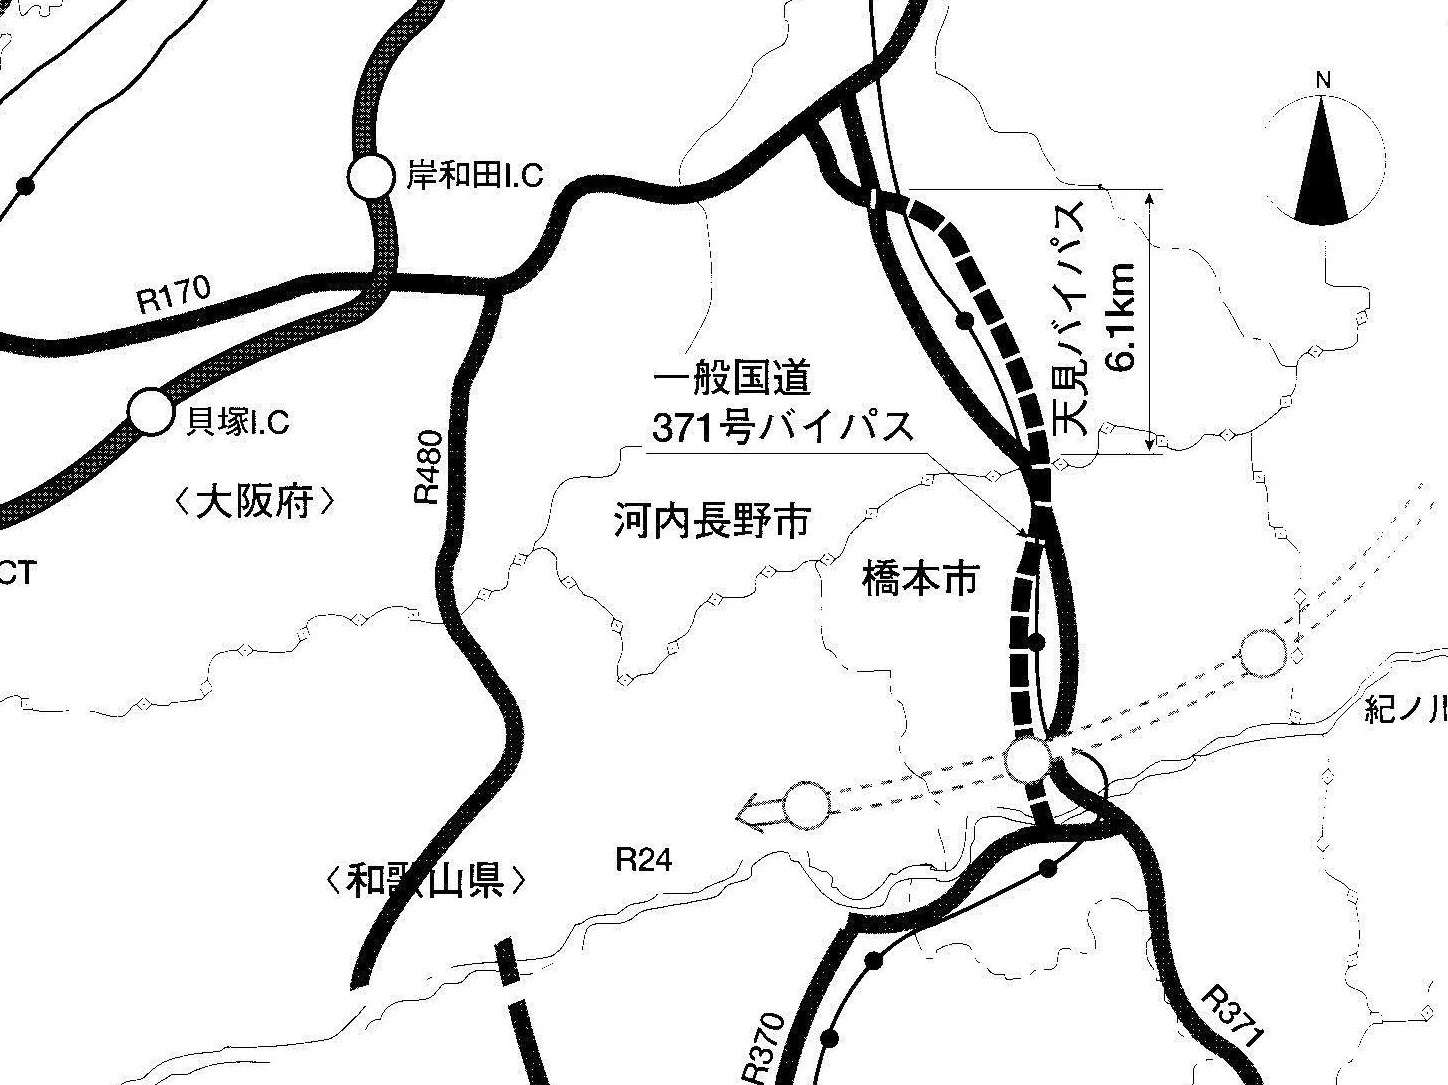 N
岸和田I.C
R170
天見バイパス
6.1km
一般国道
371号バイパス
貝塚I.C
R480
〈大阪府〉
河内長野市
CT
橋本市
紀ノ川
R24
〈和歌山県〉
R370
R371